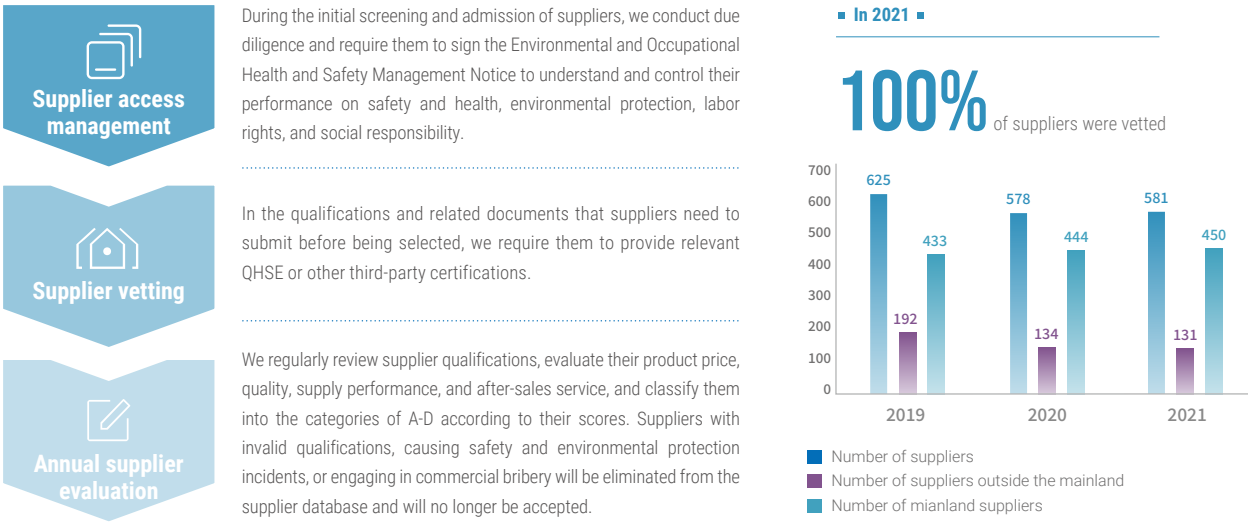 Supplier access
management
During the initial screening and admission of suppliers, we conduct due
diligence and require them to sign the Environmental and Occupational
Health and Safety Management Notice to understand and control their
performance on safety and health, environmental protection, labor
rights, and social responsibility.
Supplier vetting
In the qualifications and related documents that suppliers need to
submit before being selected, we require them to provide relevant
QHSE or other third-party certifications.
Annual supplier
evaluation
We regularly review supplier qualifications, evaluate their product price,
quality, supply performance, and after-sales service, and classify them
into the categories of A-D according to their scores. Suppliers with
invalid qualifications, causing safety and environmental protection
incidents, or engaging in commercial bribery will be eliminated from the
supplier database and will no longer be accepted.
In 2021
100% of suppliers were vetted
700
600
500
400
300
200
100
0
625
192
433
578
134
444
581
131
450
2019
2020
2021
Number of suppliers
Number of suppliers outside the mainland
Number of mianland suppliers